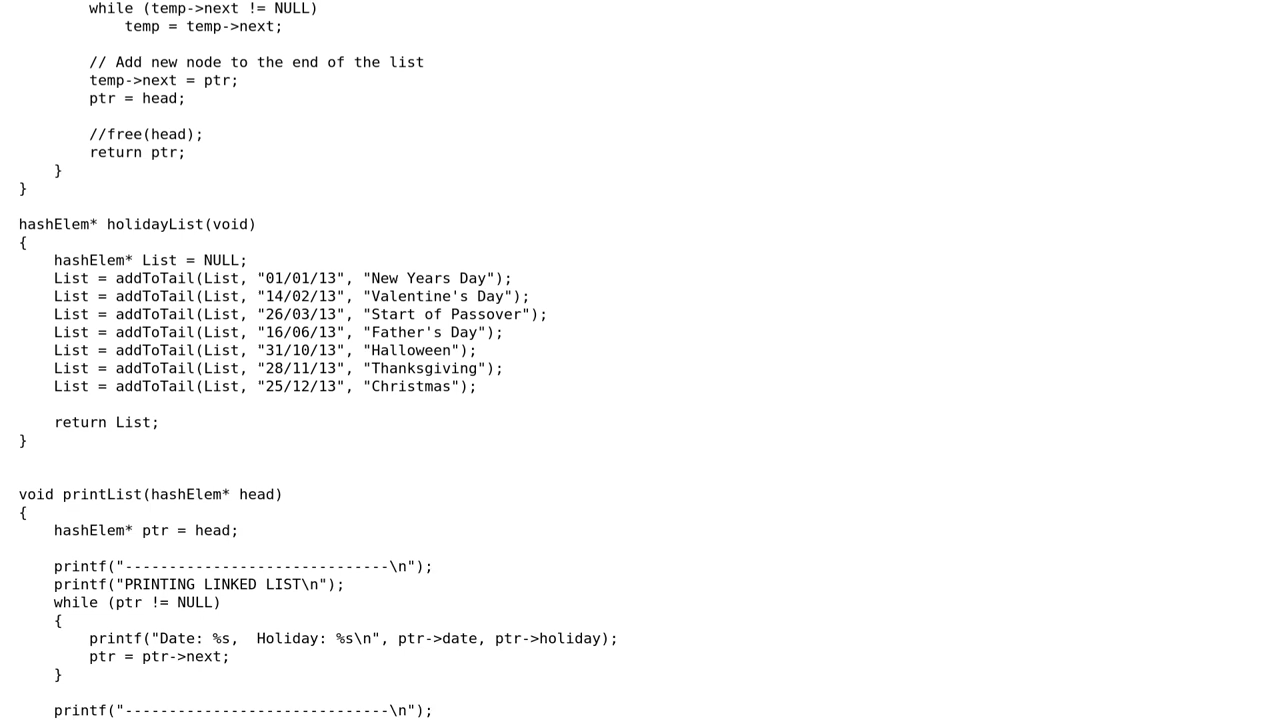 while (temp->next != NULL)
            temp = temp->next;

        // Add new node to the end of the list
        temp->next = ptr;
        ptr = head;

        //free(head);
        return ptr;
    }
}

hashElem* holidayList(void)
{
    hashElem* List = NULL;
    List = addToTail(List, "01/01/13", "New Years Day");
    List = addToTail(List, "14/02/13", "Valentine's Day");
    List = addToTail(List, "26/03/13", "Start of Passover");
    List = addToTail(List, "16/06/13", "Father's Day");
    List = addToTail(List, "31/10/13", "Halloween");
    List = addToTail(List, "28/11/13", "Thanksgiving");
    List = addToTail(List, "25/12/13", "Christmas");

    return List;
}


void printList(hashElem* head)
{
    hashElem* ptr = head;

    printf("------------------------------\n");
    printf("PRINTING LINKED LIST\n");
    while (ptr != NULL)
    {
        printf("Date: %s,  Holiday: %s\n", ptr->date, ptr->holiday);
        ptr = ptr->next;
    }

    printf("------------------------------\n");